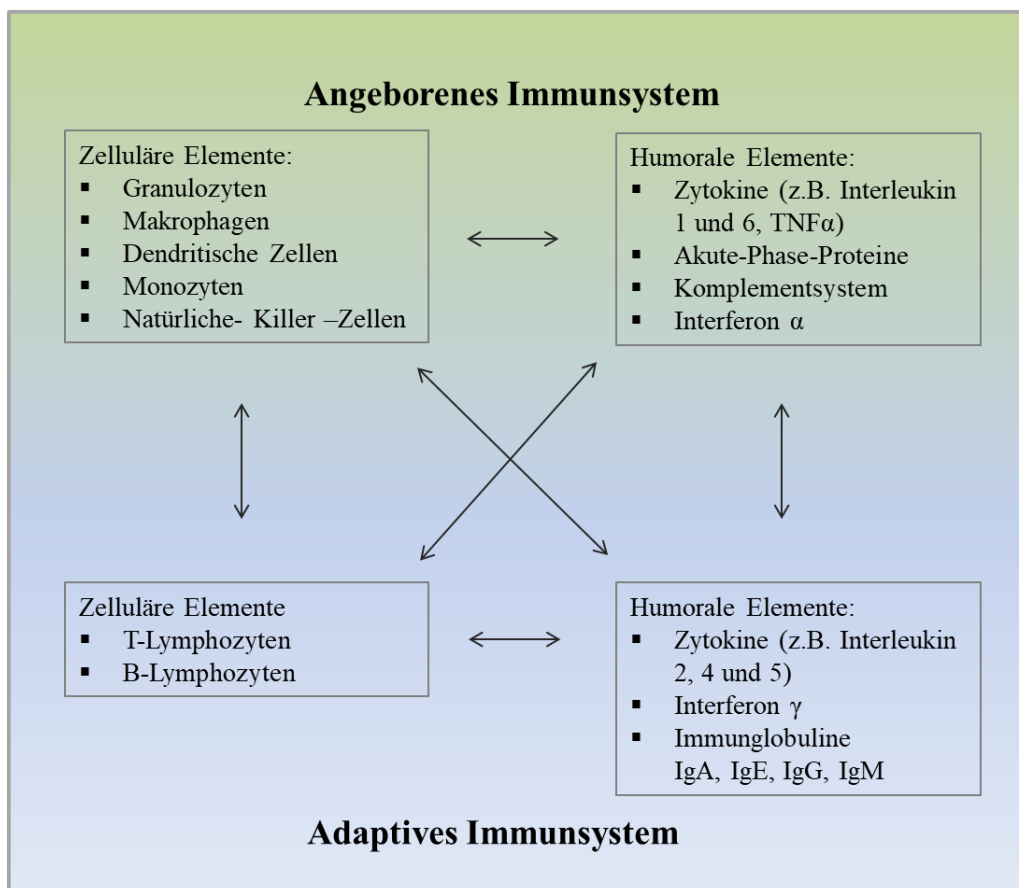 Angeborenes Immunsystem
Zelluläre Elemente:
▪ Granulozyten
▪ Makrophagen
▪ Dendritische Zellen
▪ Monozyten
▪ Natürliche- Killer –Zellen
Humorale Elemente:
▪ Zytokine (z.B. Interleukin
1 und 6, TNFα)
▪ Akute-Phase-Proteine
▪ Komplementsystem
▪ Interferon α
Zelluläre Elemente
▪ T-Lymphozyten
▪ B-Lymphozyten
Humorale Elemente:
▪ Zytokine (z.B. Interleukin
2, 4 und 5)
▪ Interferon γ
▪ Immunglobuline
IgA, IgE, IgG, IgM
Adaptives Immunsystem